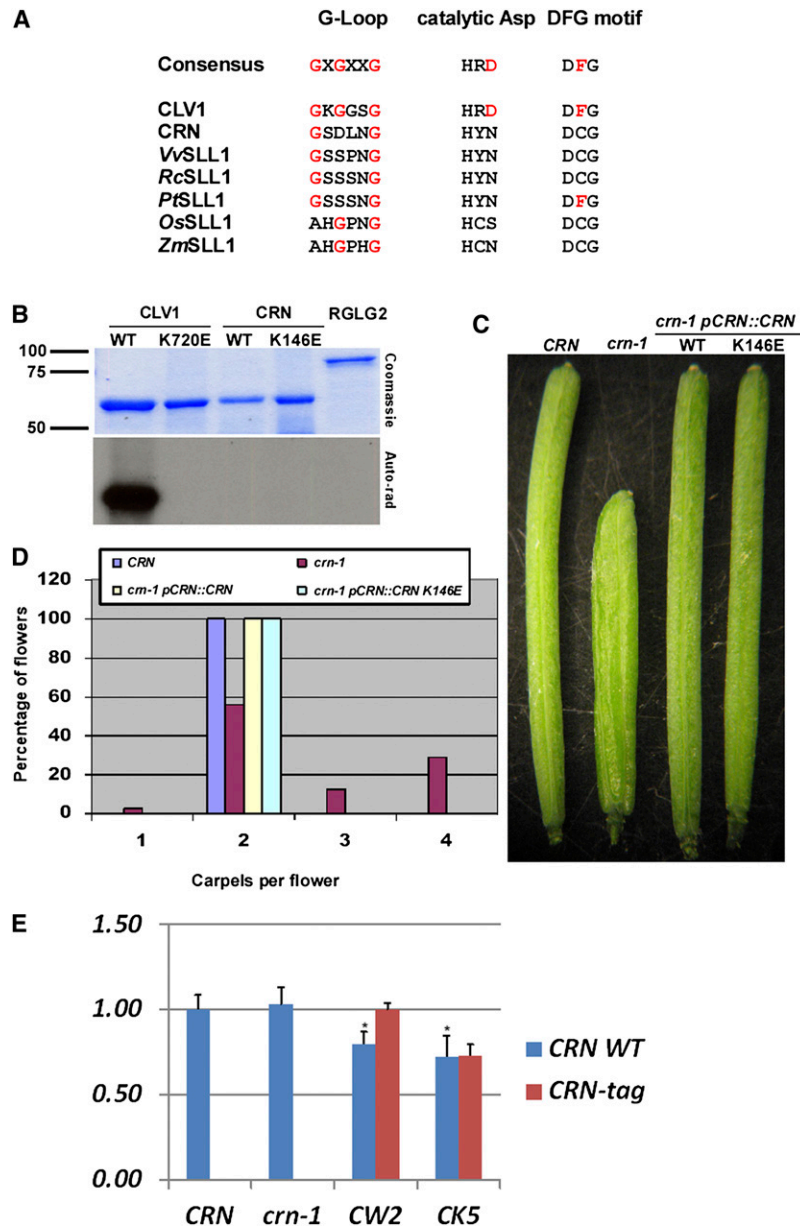 A
G-Loop catalytic Asp DFG motif
Consensus GXGXXG HRD DFG
CLV1 GKGGSG HRD DFG
CRN GSDLNG HYN DCG
VvSLL1 GSSPNG HYN DCG
RcSLL1 GSSSNG HYN DCG
PtSLL1 GSSSNG HYN DFG
OsSLL1 AHGPNG HCS DCG
ZmSLL1 AHGPHG HCN DCG
B
CLV1 CRN RGLG2
WT K720E WT K146E
100
75
50
Coomassie
Auto-rad
C
crn-1 pCRN::CRN
CRN crn-1 WT K146E
D
CRN crn-1
crn-1 pCRN::CRN crn-1 pCRN::CRN K146E
Percentage of flowers
120
100
80
60
40
20
0
1 2 3 4
Carpels per flower
E
1.50
1.00
0.50
0.00
* *
CRN crn-1 CW2 CK5
CRN WT
CRN-tag